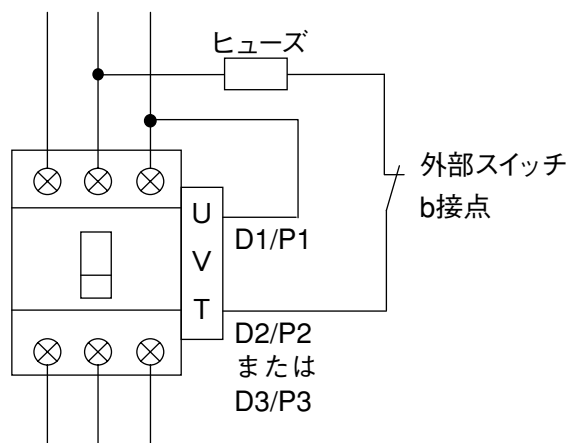 ヒューズ
外部スイッチ
b接点
U
V
T
D1/P1
D2/P2
または
D3/P3